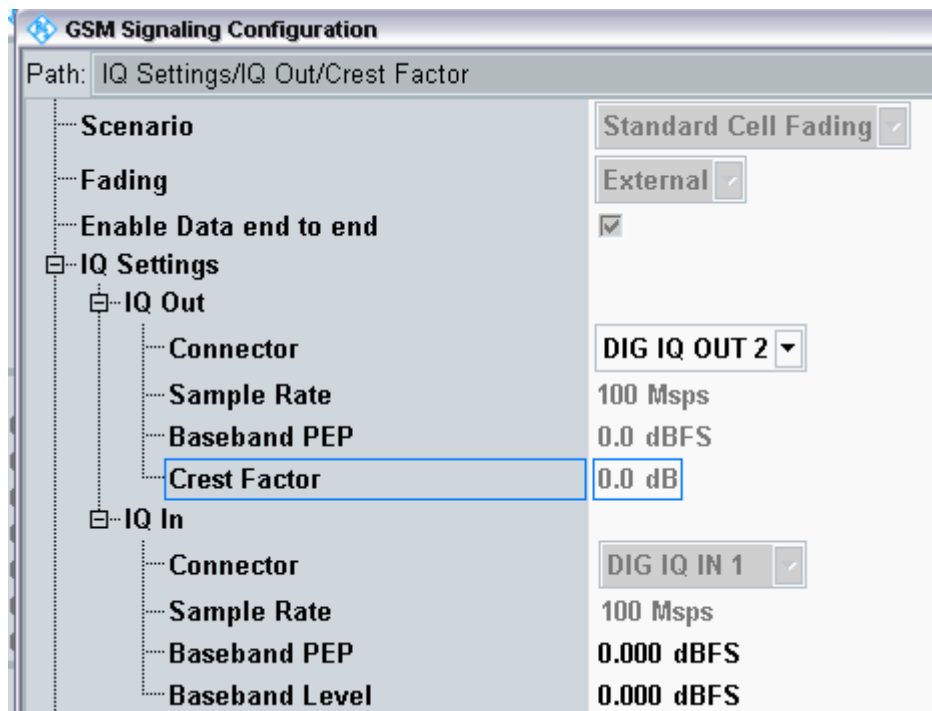 GSM Signaling Configuration
Path: IQ Settings/IQ Out/Crest Factor
Scenario Standard Cell Fading
Fading External
Enable Data end to end
IQ Settings
IQ Out
Connector DIG IQ OUT 2
Sample Rate 100 Msps
Baseband PEP 0.0 dBFS
Crest Factor 0.0 dB
IQ In
Connector DIG IQ IN 1
Sample Rate 100 Msps
Baseband PEP 0.000 dBFS
Baseband Level 0.000 dBFS